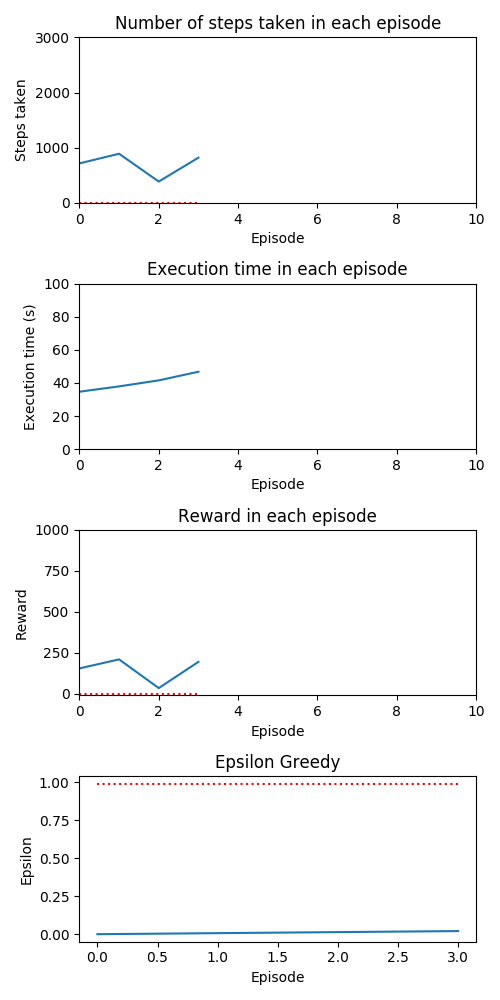 Number of steps taken in each episode
3000
2000
1000
0
Steps taken
0 2 4 6 8 10
Episode
Execution time in each episode
100
80
60
40
20
0
Execution time (s)
0 2 4 6 8 10
Episode
Reward in each episode
1000
750
500
250
0
Reward
0 2 4 6 8 10
Episode
Epsilon Greedy
1.00
0.75
0.50
0.25
0.00
Epsilon
0.0 0.5 1.0 1.5 2.0 2.5 3.0
Episode